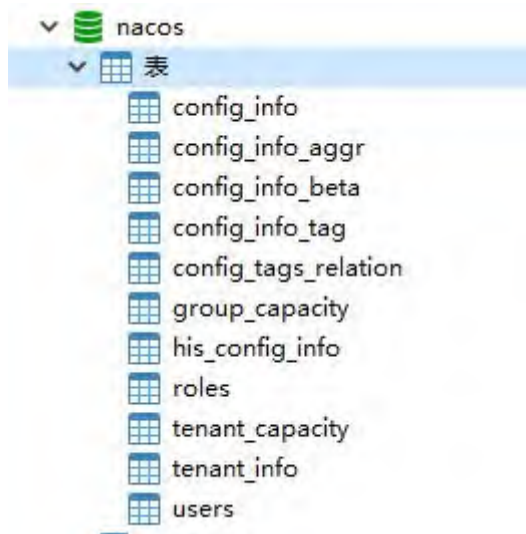 nacos
表
config_info
config_info_aggr
config_info_beta
config_info_tag
config_tags_relation
group_capacity
his_config_info
roles
tenant_capacity
tenant_info
users